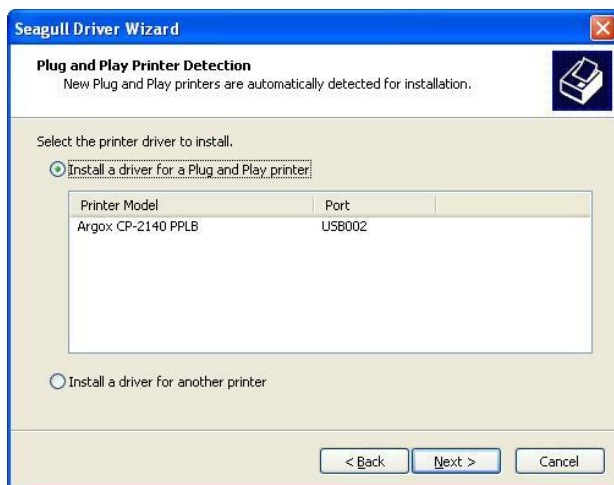 Seagull Driver Wizard
Plug and Play Printer Detection
New Plug and Play printers are automatically detected for installation.
Select the printer driver to install.
Install a driver for a Plug and Play printer
Printer Model Port
Argox CP-2140 PPLB USB002
Install a driver for another printer
< Back Next > Cancel